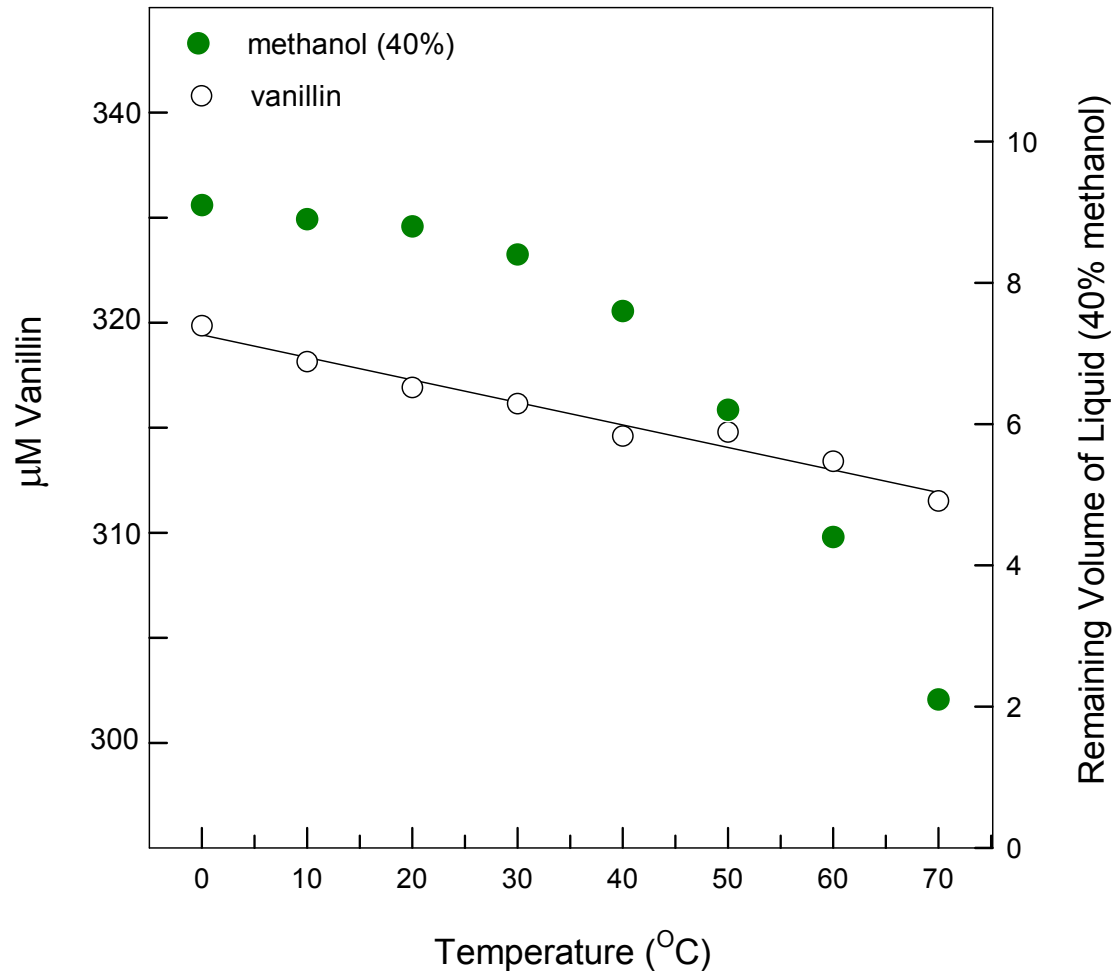 methanol (40%)
vanillin
340
320
310
300
μM Vanillin
10
8
6
4
2
0
Remaining Volume of Liquid (40% methanol)
0 10 20 30 40 50 60 70
Temperature (°C)